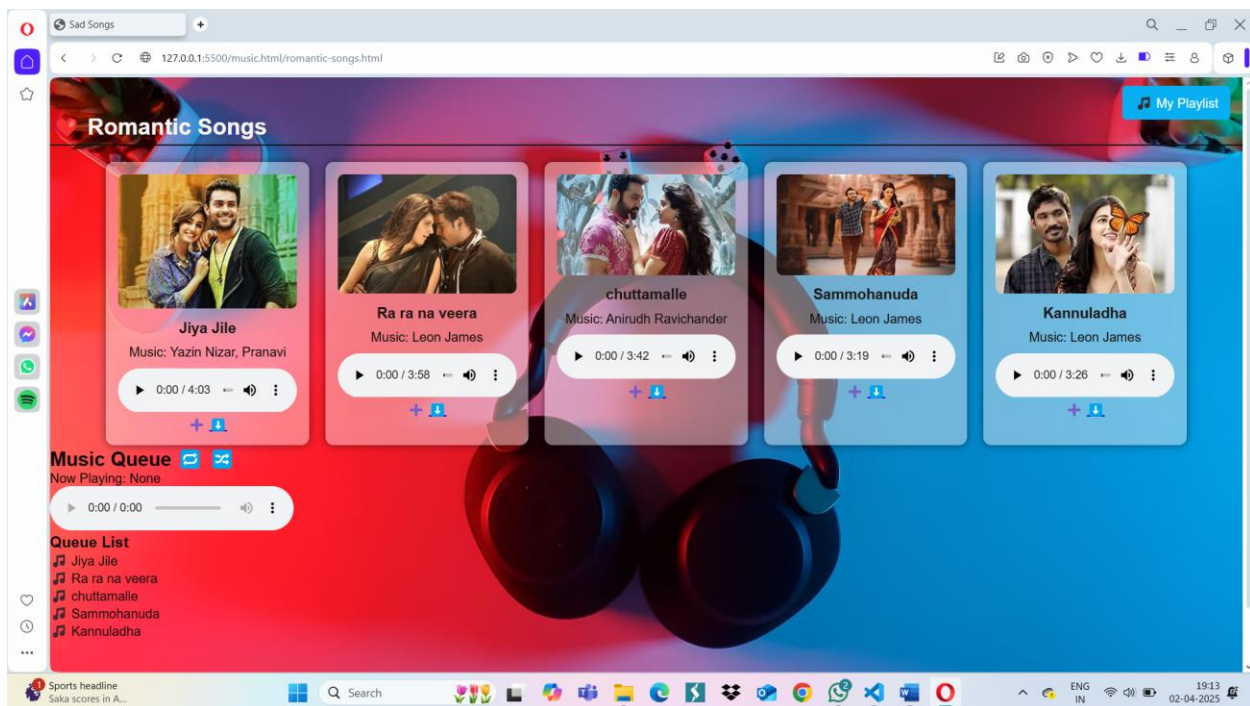 Sad Songs
127.0.0.1:5500/music.html/romantic-songs.html
🎵 My Playlist
❤️ Romantic Songs
Jiya Jile
Music: Yazin Nizar, Pranavi
0:00 / 4:03
Ra ra na veera
Music: Leon James
0:00 / 3:58
chuttamalle
Music: Anirudh Ravichander
0:00 / 3:42
Sammohanuda
Music: Leon James
0:00 / 3:19
Kannuladha
Music: Leon James
0:00 / 3:26
Music Queue
Now Playing: None
0:00 / 0:00
Queue List
🎵 Jiya Jile
🎵 Ra ra na veera
🎵 chuttamalle
🎵 Sammohanuda
🎵 Kannuladha
1
Sports headline
Saka scores in A...
Search
2
ENG
IN
19:13
02-04-2025